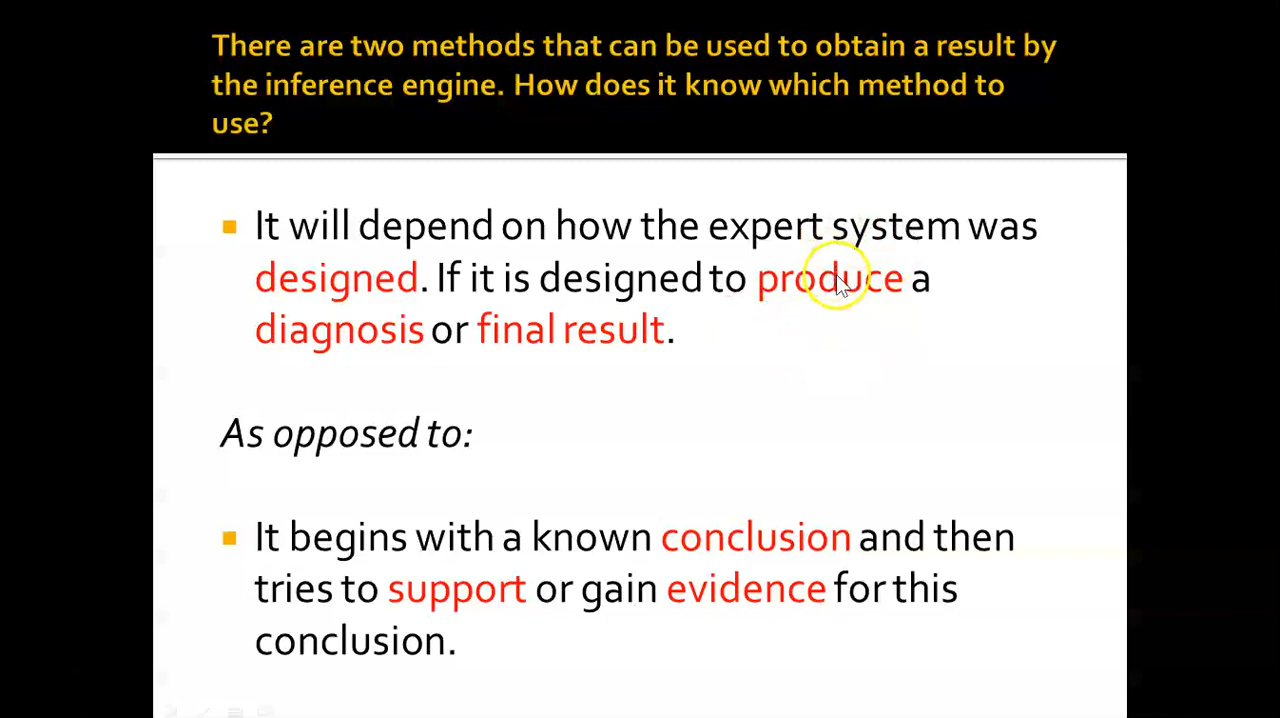 There are two methods that can be used to obtain a result by
the inference engine. How does it know which method to
use?
It will depend on how the expert system was
designed. If it is designed to produce a
diagnosis or final result.
As opposed to:
It begins with a known conclusion and then
tries to support or gain evidence for this
conclusion.